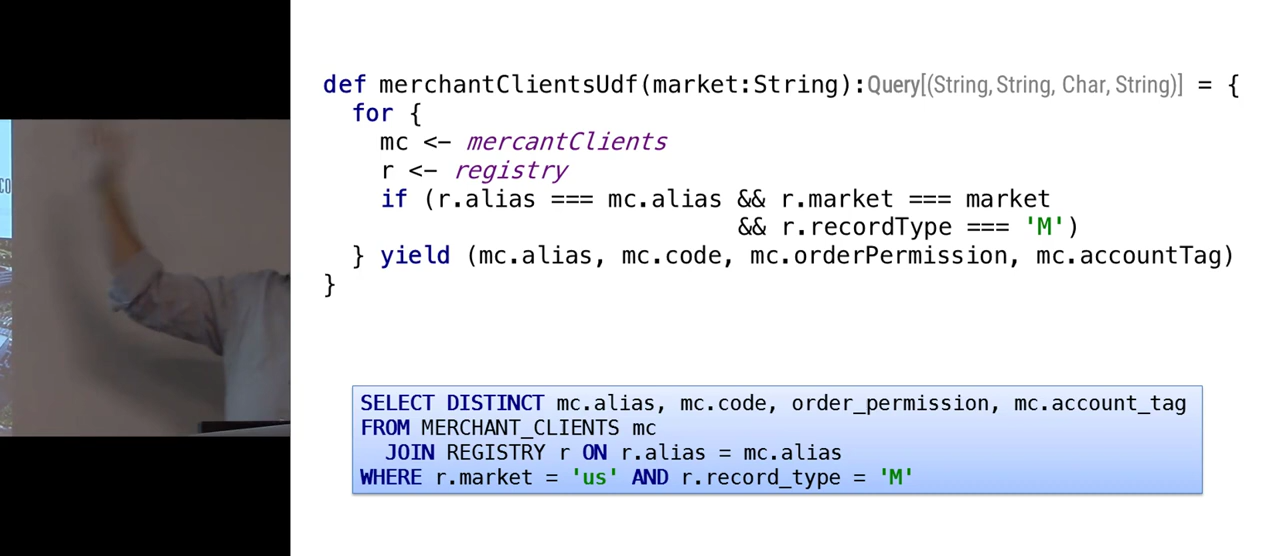 def merchantClientsUdf(market:String):Query[(String, String, Char, String)] = {
for {
mc <- mercantClients
r <- registry
if (r.alias === mc.alias && r.market === market
&& r.recordType === 'M')
} yield (mc.alias, mc.code, mc.orderPermission, mc.accountTag)
}
SELECT DISTINCT mc.alias, mc.code, order_permission, mc.account_tag
FROM MERCHANT_CLIENTS mc
JOIN REGISTRY r ON r.alias = mc.alias
WHERE r.market = 'us' AND r.record_type = 'M'